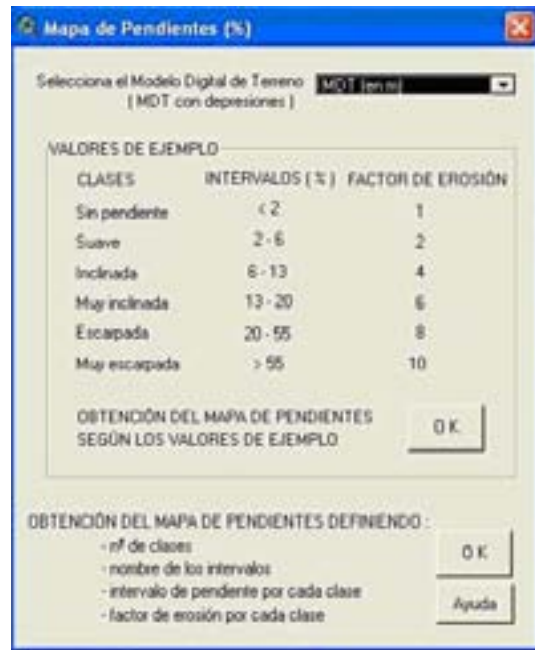 Mapa de Pendientes (%)
Selecciona el Modelo Digital de Terreno MDT (en m)
( MDT con depresiones )
VALORES DE EJEMPLO
CLASES INTERVALOS ( % ) FACTOR DE EROSIÓN
Sin pendiente < 2 1
Suave 2 - 6 2
Inclinada 6 - 13 4
Muy inclinada 13 - 20 6
Escarpada 20 - 55 8
Muy escarpada > 55 10
OBTENCIÓN DEL MAPA DE PENDIENTES
SEGÚN LOS VALORES DE EJEMPLO
O K
OBTENCIÓN DEL MAPA DE PENDIENTES DEFINIENDO :
- nº de clases
- nombre de los intervalos
- intervalo de pendiente por cada clase
- factor de erosión por cada clase
O K
Ayuda